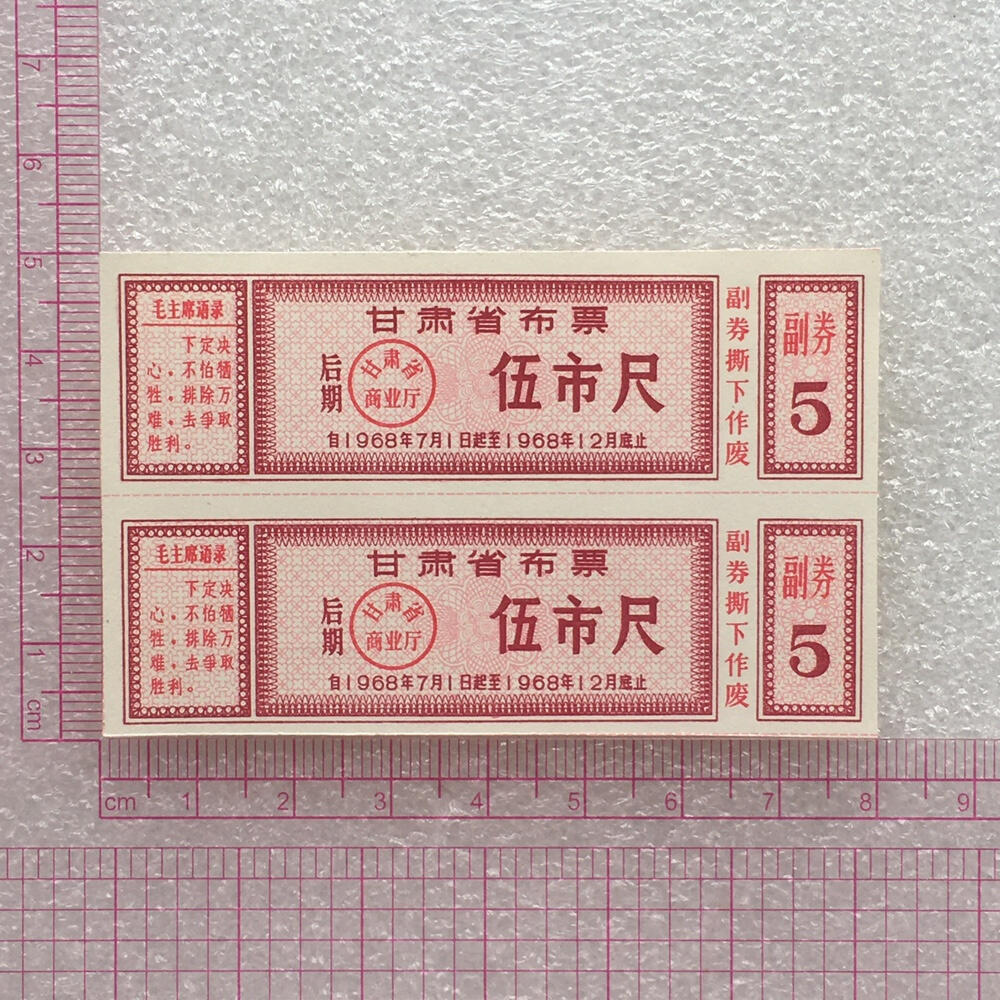 毛主席语录
下定决
心，不怕牺
牲，排除万
难，去争取
胜利。
甘肃省布票
后期
甘肃省
商业厅
伍市尺
自1968年7月1日起至1968年12月底止
副券撕下作废
副券
5
毛主席语录
下定决
心，不怕牺
牲，排除万
难，去争取
胜利。
甘肃省布票
后期
甘肃省
商业厅
伍市尺
自1968年7月1日起至1968年12月底止
副券撕下作废
副券
5
7
6
5
4
3
2
1
cm
cm 1 2 3 4 5 6 7 8 9